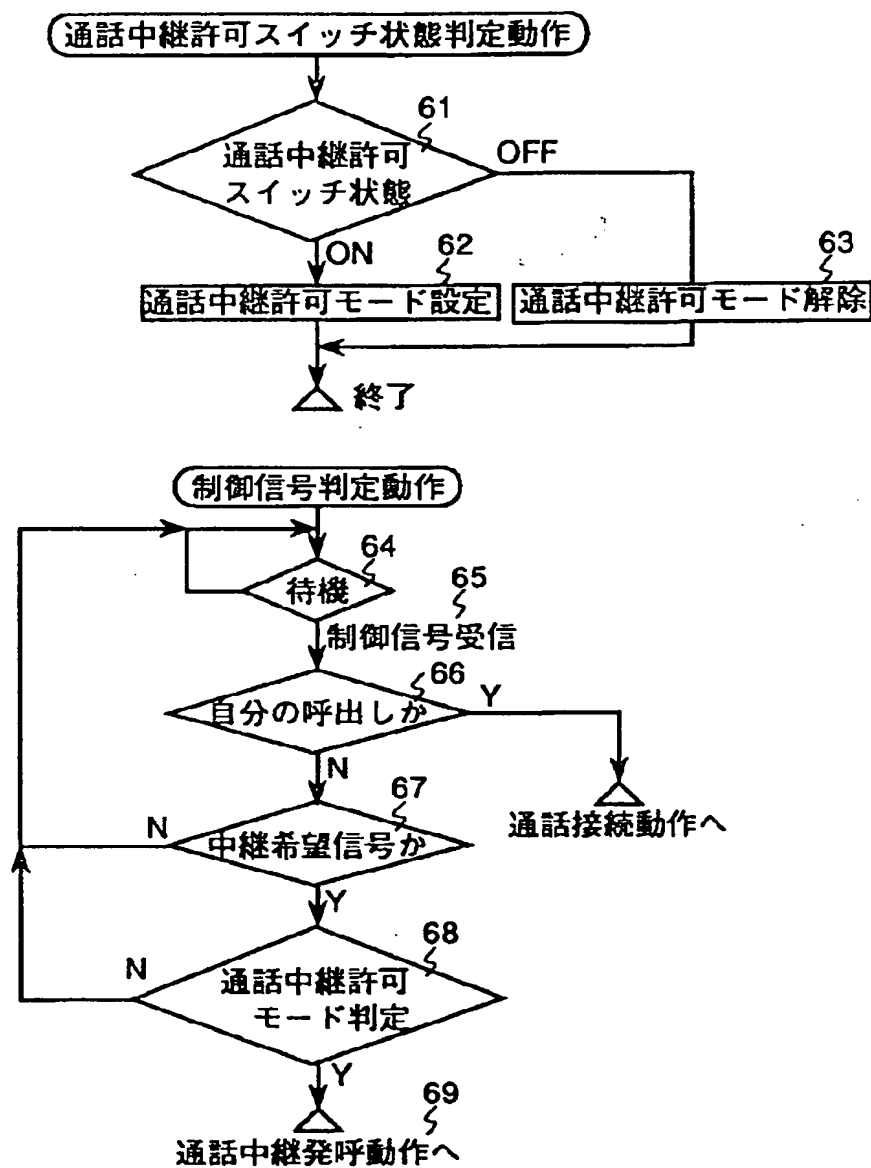 通話中継許可スイッチ状態判定動作
61
通話中継許可
スイッチ状態
OFF
ON
62
63
通話中継許可モード設定
通話中継許可モード解除
終了
制御信号判定動作
64
待機
65
制御信号受信
66
自分の呼出しか
Y
N
67
通話接続動作へ
N
中継希望信号か
Y
68
N
通話中継許可
モード判定
Y
69
通話中継発呼動作へ